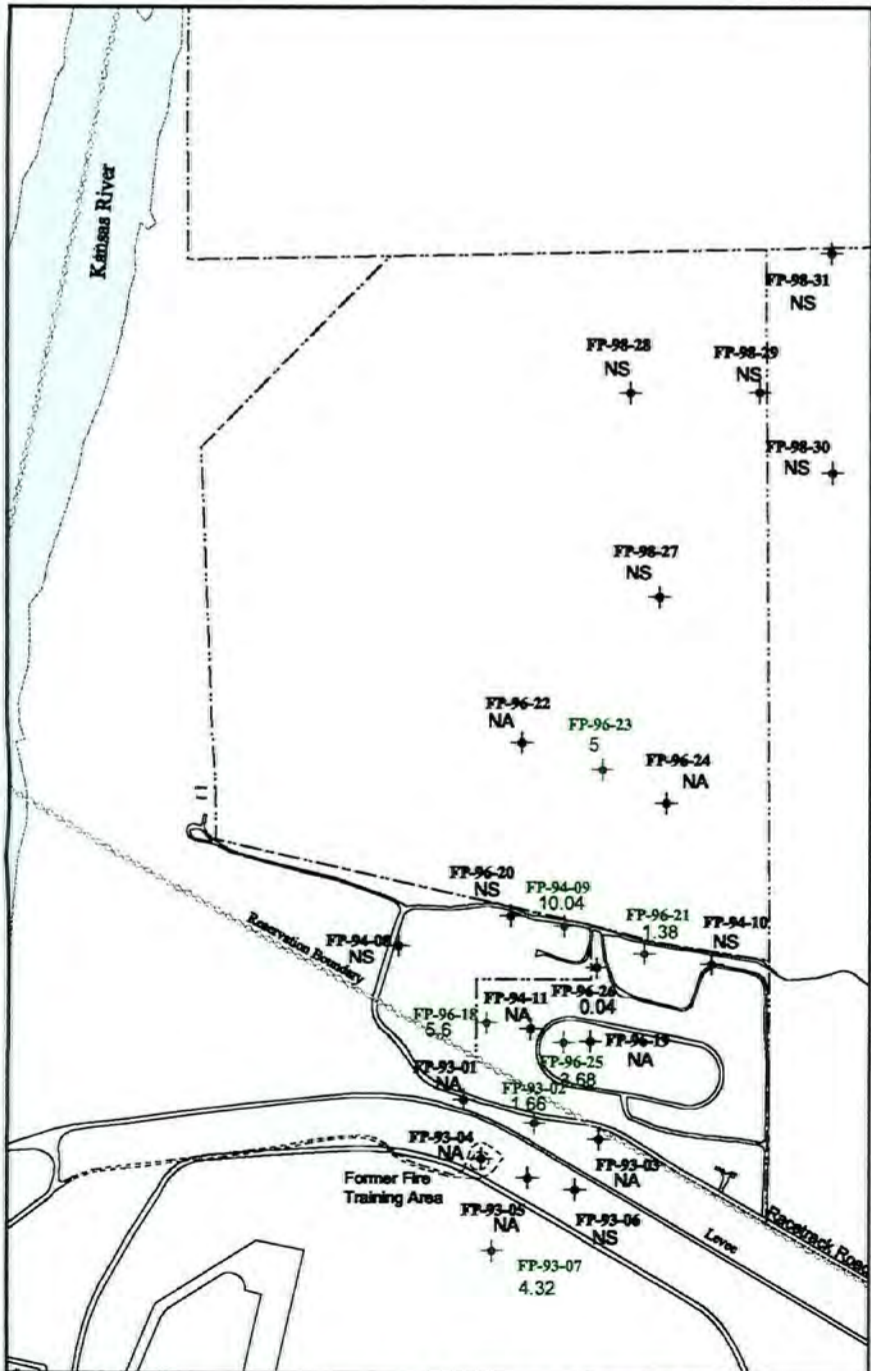 Kansas River
FP-98-31
NS
FP-98-28
NS
FP-98-29
NS
FP-98-30
NS
FP-98-27
NS
FP-96-22
NA
FP-96-23
5
FP-96-24
NA
FP-96-20
NS
FP-94-09
10.04
FP-96-21
1.38
FP-94-10
NS
FP-94-08
NS
Reservation Boundary
FP-96-26
0.04
FP-94-11
NA
FP-96-18
5.6
FP-96-19
NA
FP-96-25
3.68
FP-93-01
NA
FP-93-02
1.66
FP-93-04
NA
FP-93-03
NA
Former Fire
Training Area
FP-93-05
NA
FP-93-06
NS
Levee
Racetrack Road
FP-93-07
4.32